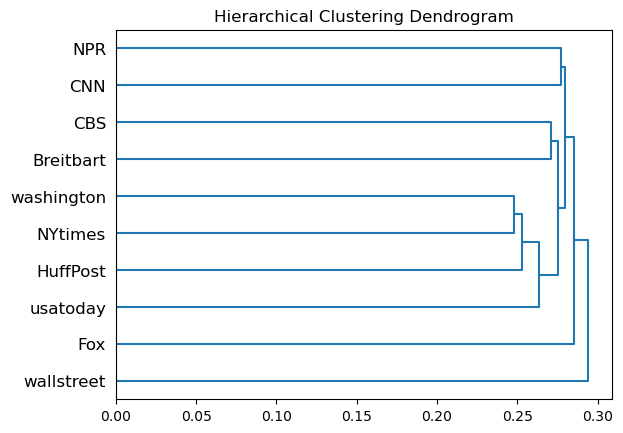 Hierarchical Clustering Dendrogram
NPR
CNN
CBS
Breitbart
washington
NYtimes
HuffPost
usatoday
Fox
wallstreet
0.00 0.05 0.10 0.15 0.20 0.25 0.30